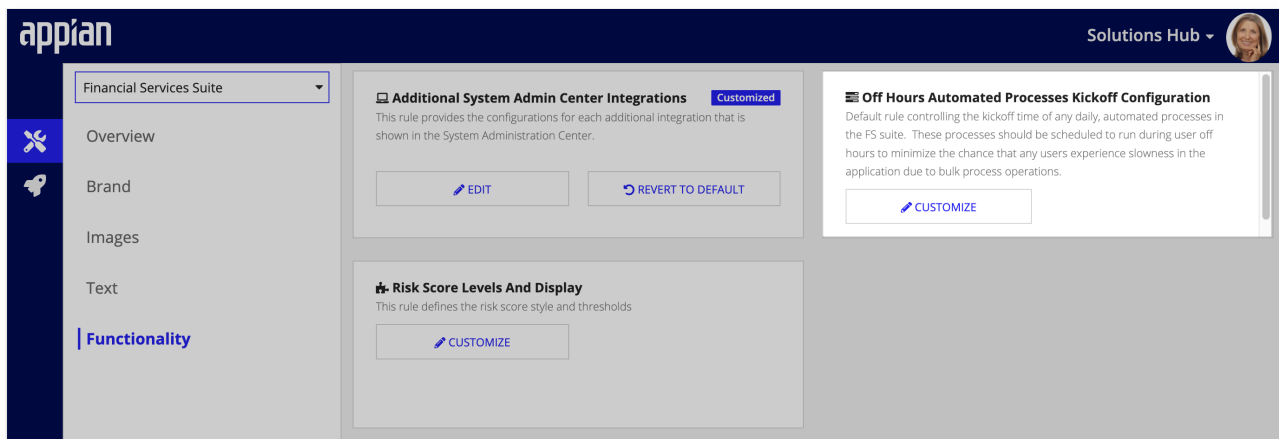 appían
Solutions Hub
Financial Services Suite
Overview
Brand
Images
Text
Functionality
Additional System Admin Center Integrations
Customized
This rule provides the configurations for each additional integration that is
shown in the System Administration Center.
EDIT
REVERT TO DEFAULT
Off Hours Automated Processes Kickoff Configuration
Default rule controlling the kickoff time of any daily, automated processes in
the FS suite. These processes should be scheduled to run during user off
hours to minimize the chance that any users experience slowness in the
application due to bulk process operations.
CUSTOMIZE
Risk Score Levels And Display
This rule defines the risk score style and thresholds
CUSTOMIZE